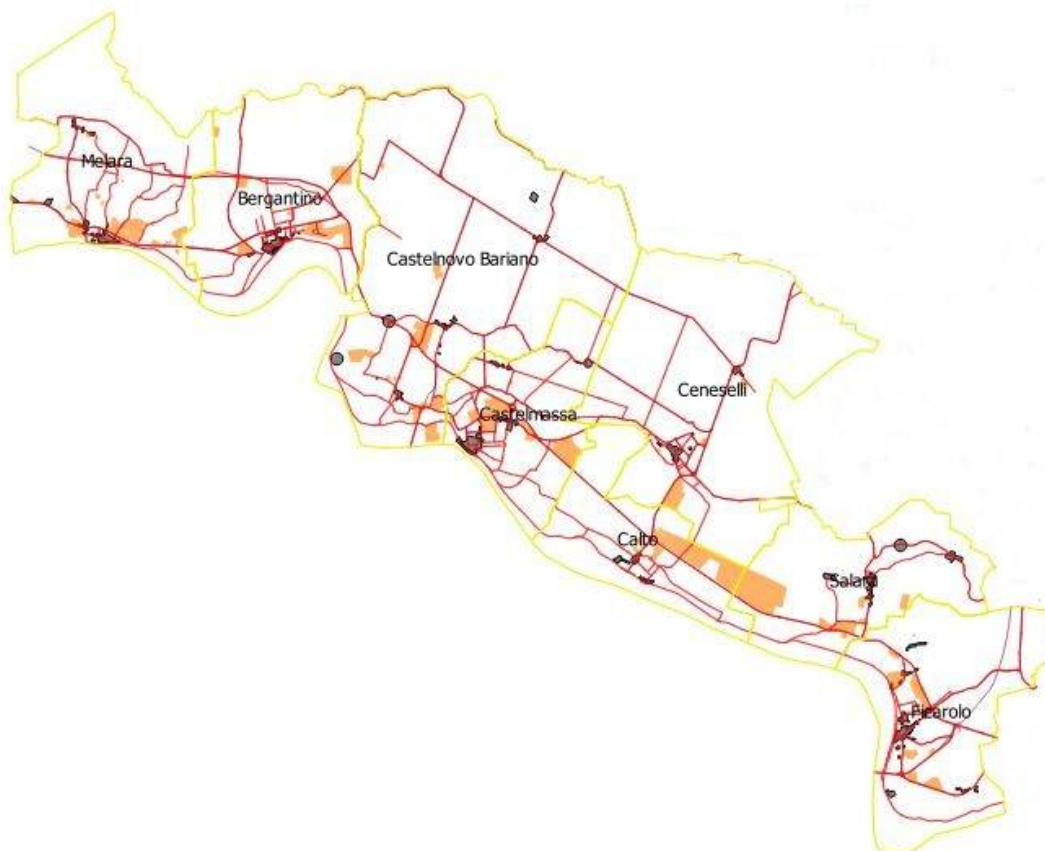 Melara
Bergantino
Castelnovo Bariano
Ceneselli
Castelmassa
Calto
Salara
Ficarolo